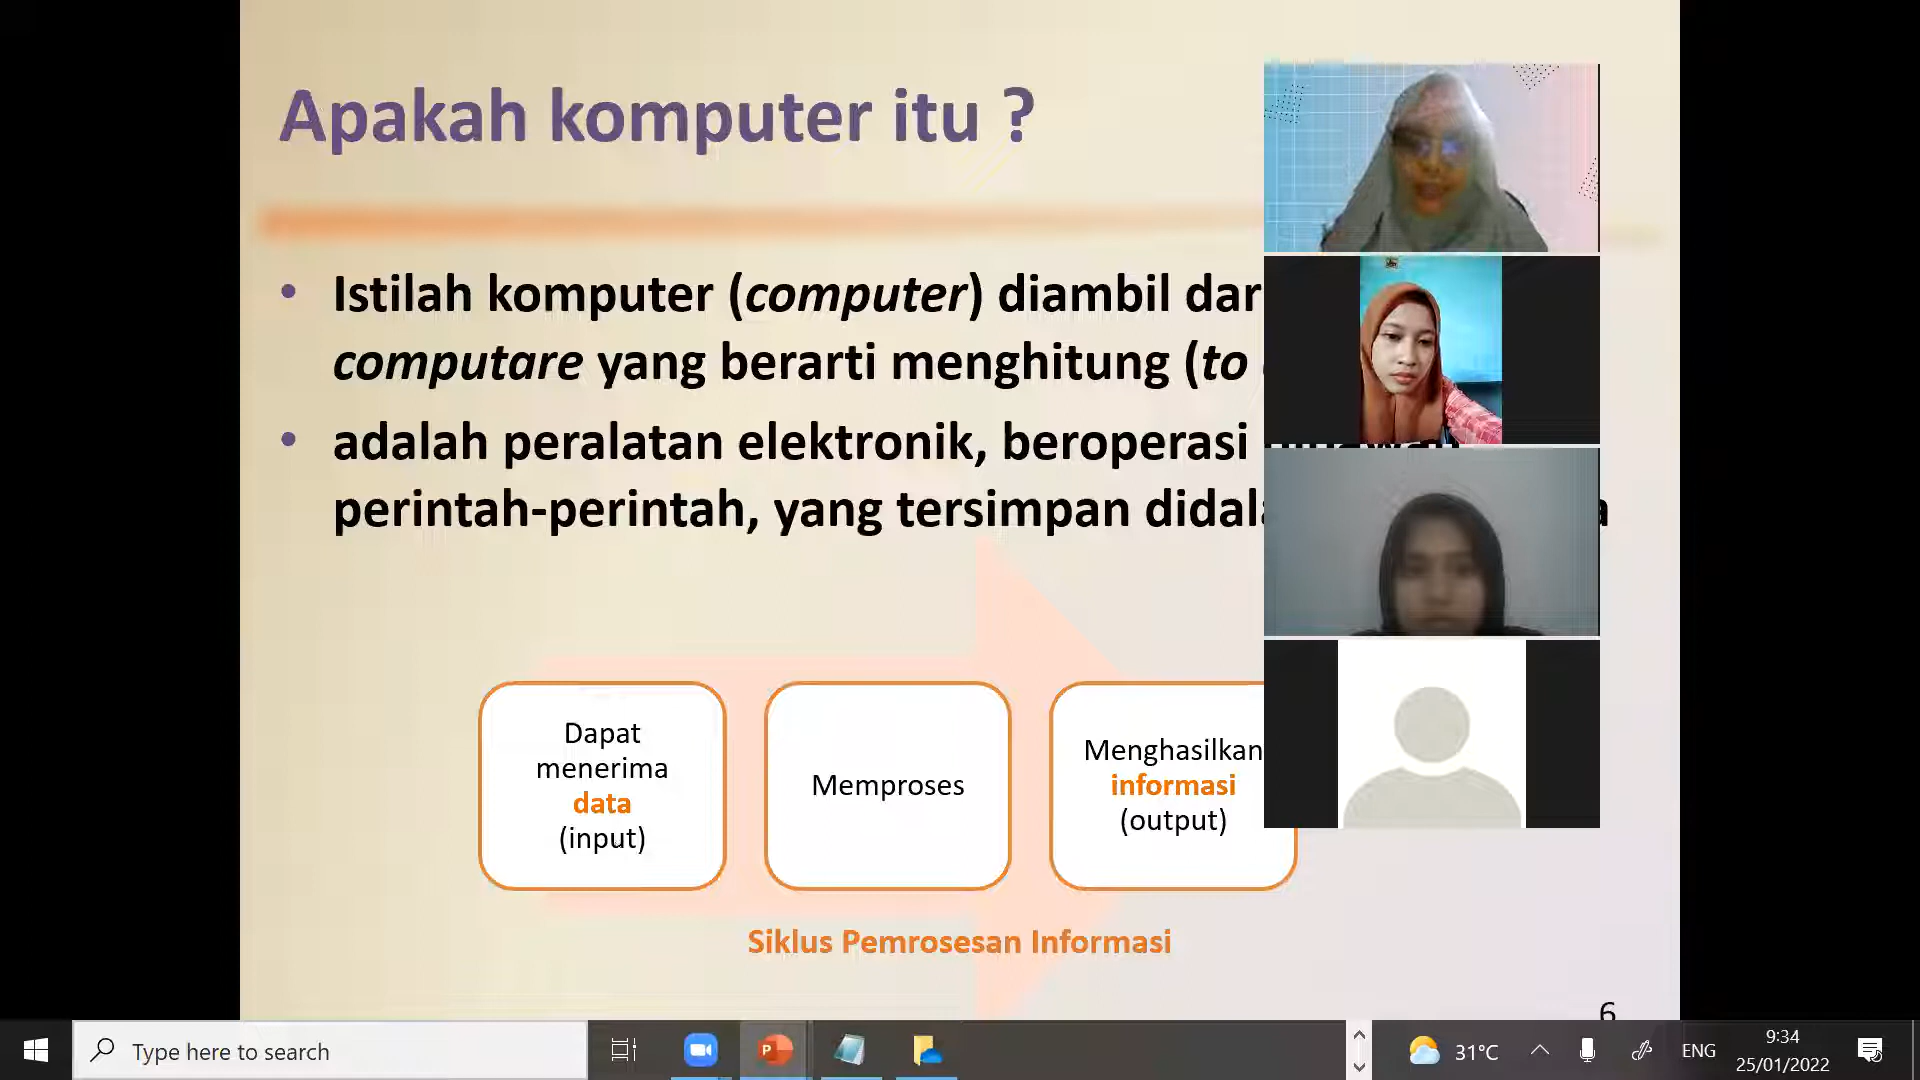 Apakah komputer itu ?
• Istilah komputer (computer) diambil dar
computare yang berarti menghitung (to
• adalah peralatan elektronik, beroperasi
perintah-perintah, yang tersimpan didal
Dapat
menerima
data
(input)
Memproses
Menghasilkan
informasi
(output)
Siklus Pemrosesan Informasi
6
Type here to search
31°C
ENG
9:34
25/01/2022